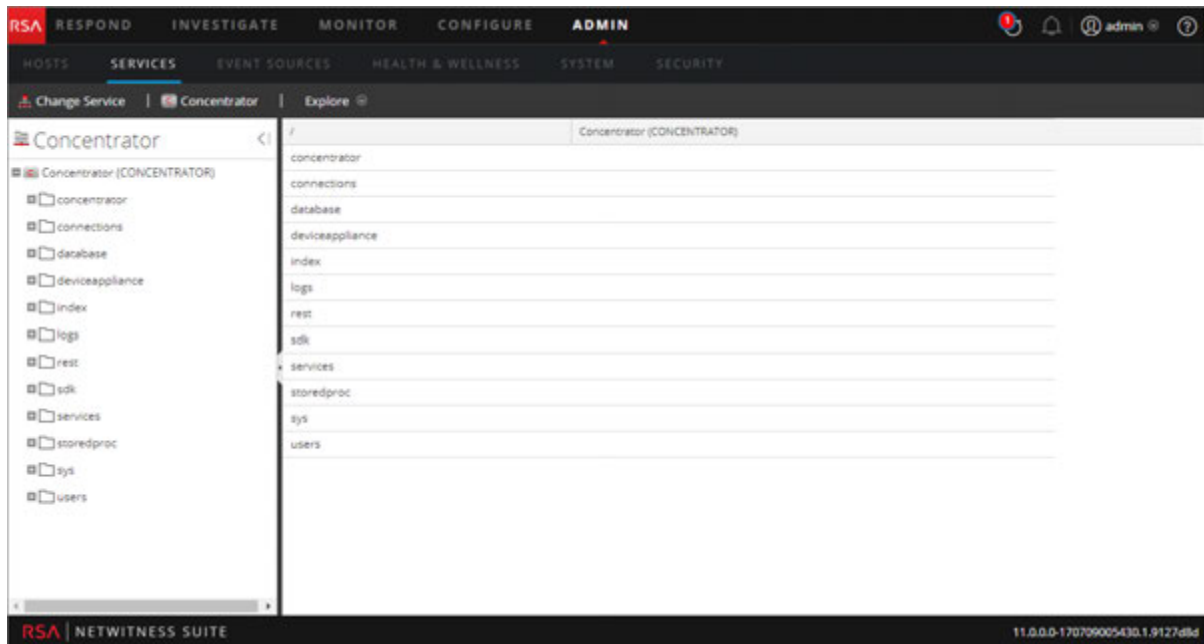 RSA RESPOND INVESTIGATE MONITOR CONFIGURE ADMIN 1 admin ?
HOSTS SERVICES EVENT SOURCES HEALTH & WELLNESS SYSTEM SECURITY
Change Service | Concentrator | Explore
Concentrator
/ Concentrator (CONCENTRATOR)
Concentrator (CONCENTRATOR)
concentrator
connections
database
deviceappliance
index
logs
rest
sdk
services
storedproc
sys
users
concentrator
connections
database
deviceappliance
index
logs
rest
sdk
services
storedproc
sys
users
RSA | NETWITNESS SUITE
11.0.0.0-170709005430.1.9127d8d